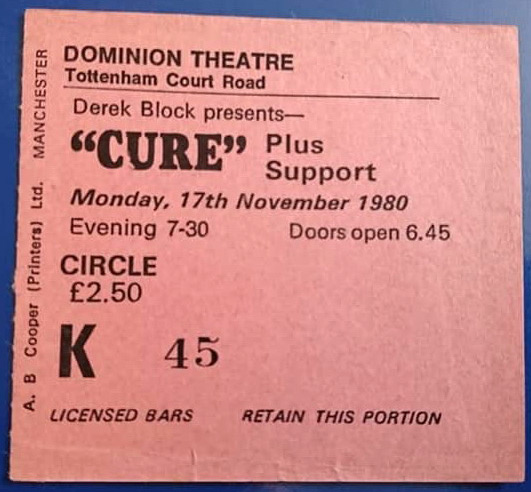 DOMINION THEATRE
Tottenham Court Road
Derek Block presents—
“CURE” Plus
Support
Monday, 17th November 1980
Evening 7-30 Doors open 6.45
CIRCLE
£2.50
K 45
LICENSED BARS RETAIN THIS PORTION
A. B Cooper (Printers) Ltd. MANCHESTER